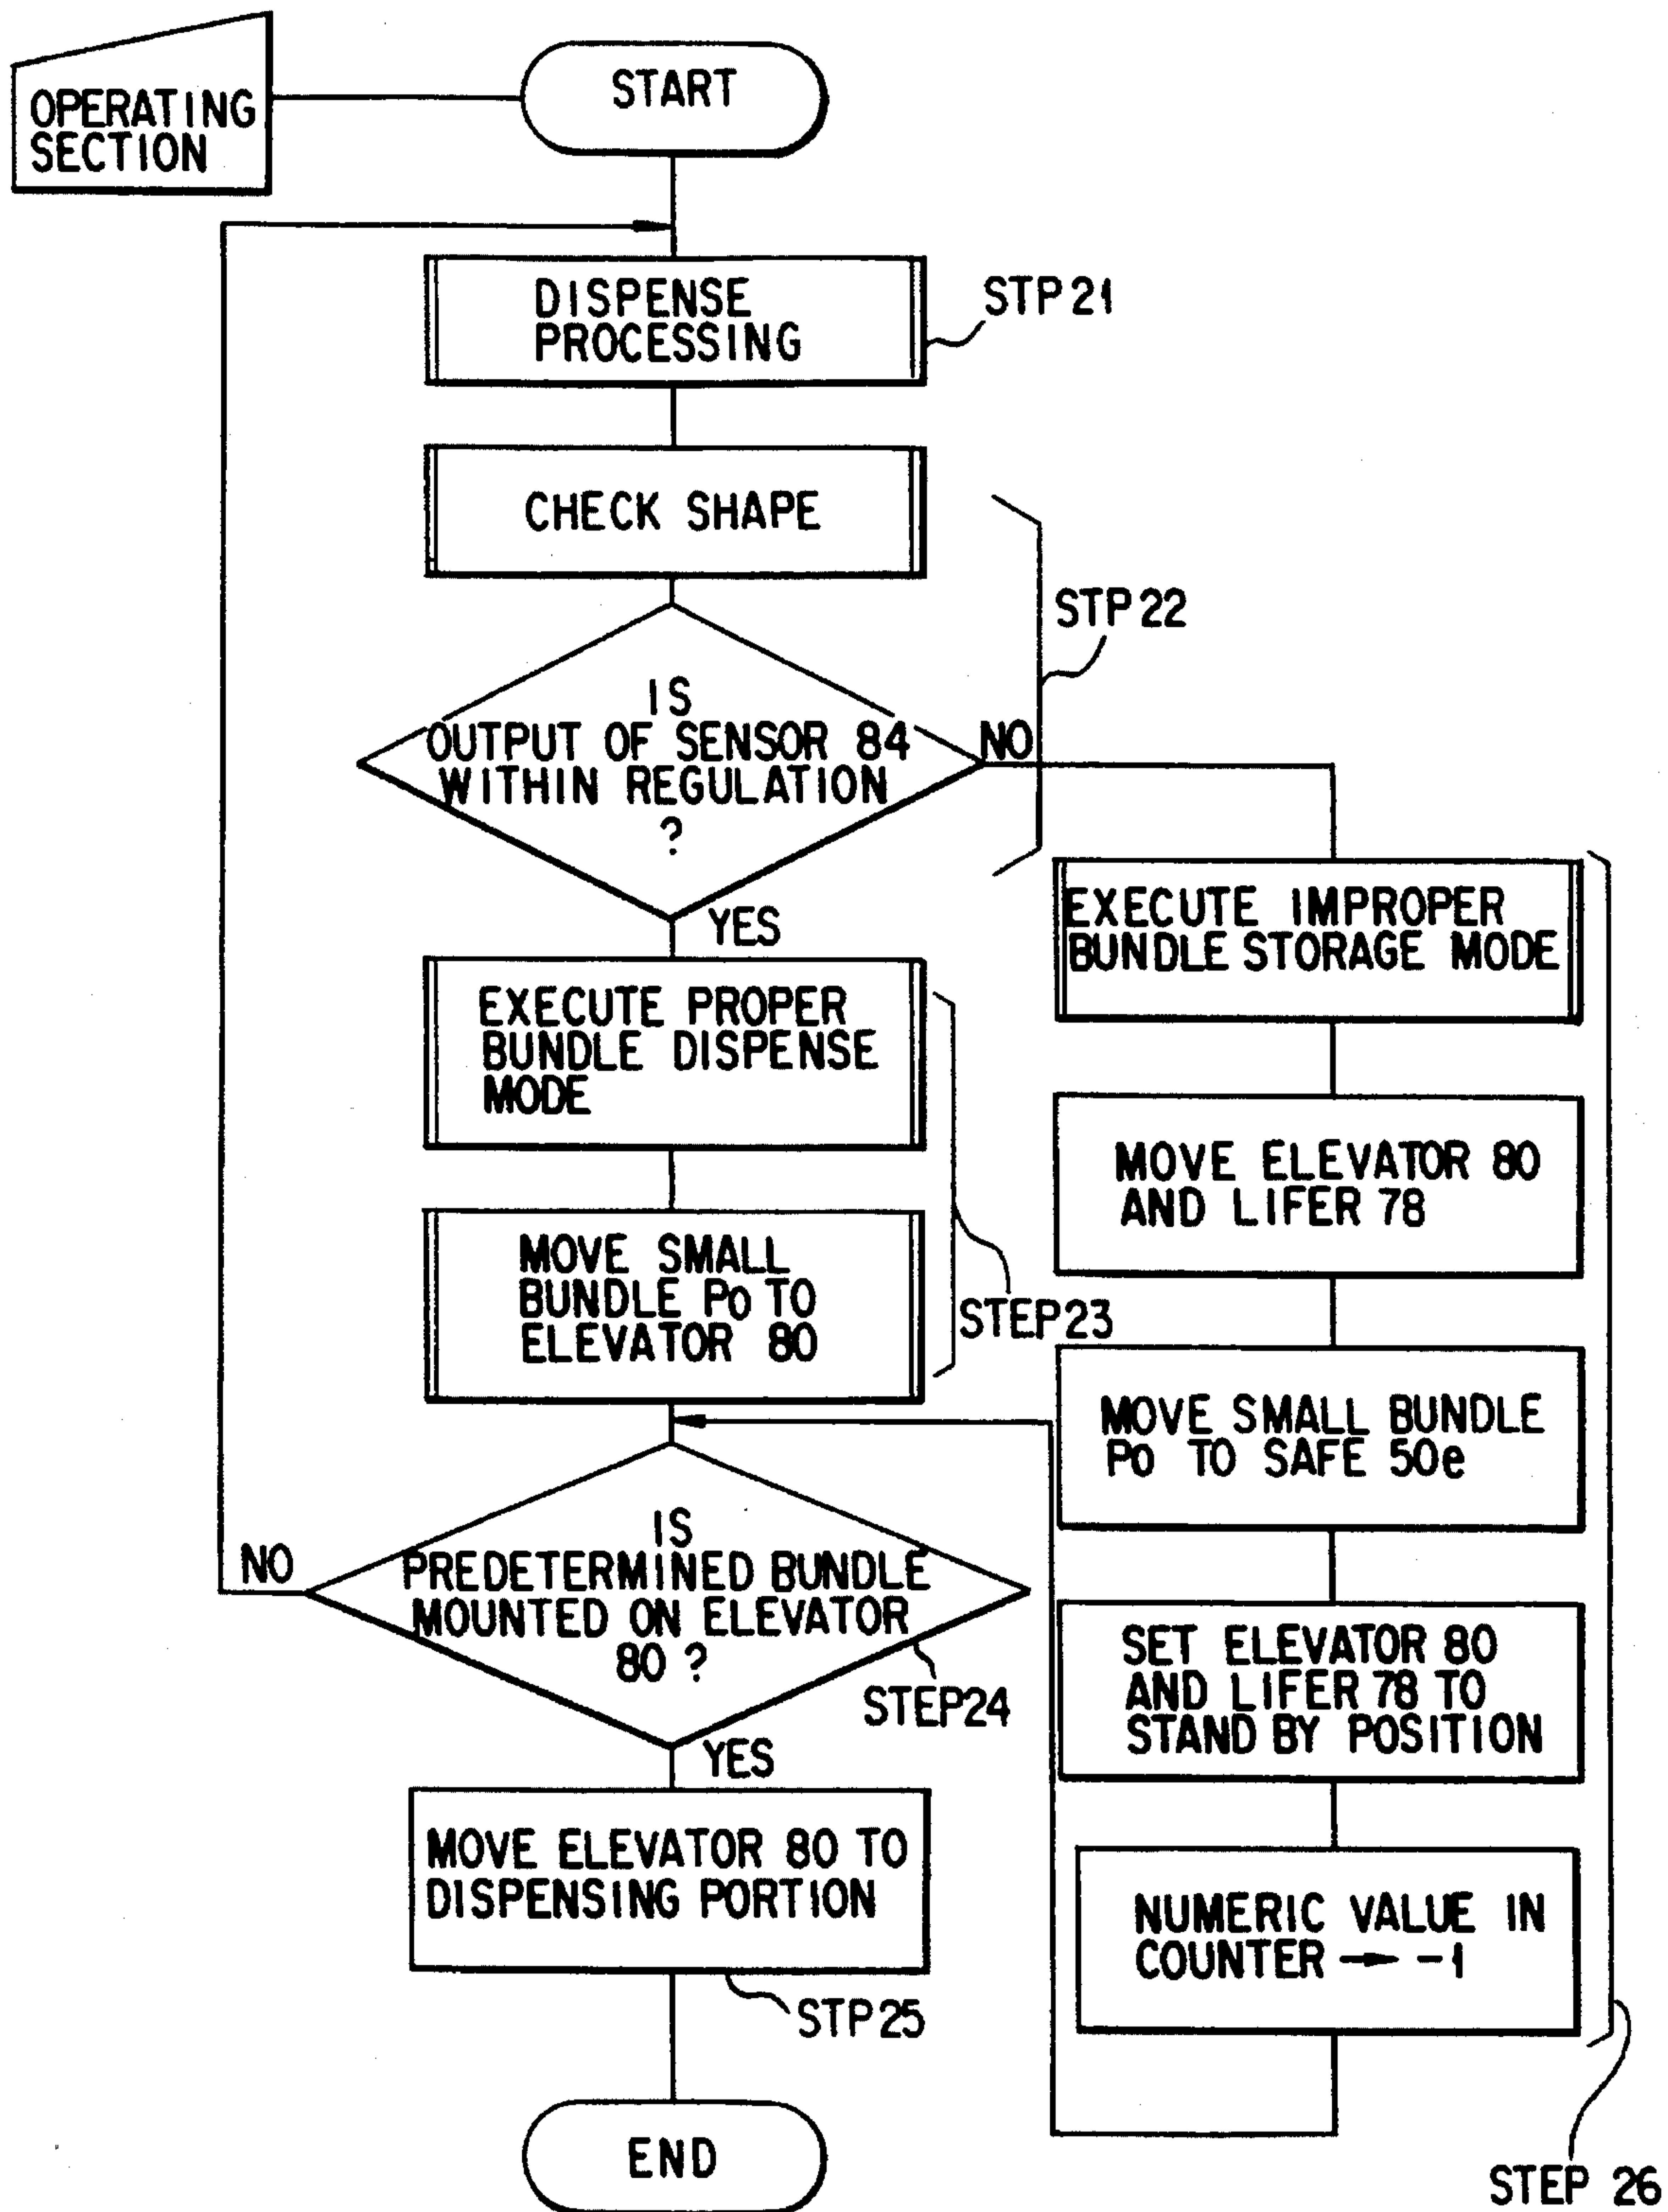 OPERATING
SECTION
START
DISPENSE
PROCESSING
STP21
CHECK SHAPE
STP22
IS
OUTPUT OF SENSOR 84
WITHIN REGULATION
?
NO
YES
EXECUTE PROPER
BUNDLE DISPENSE
MODE
MOVE SMALL
BUNDLE Po TO
ELEVATOR 80
STEP23
IS
PREDETERMINED BUNDLE
MOUNTED ON ELEVATOR
80 ?
NO
STEP24
YES
MOVE ELEVATOR 80 TO
DISPENSING PORTION
STP25
END
EXECUTE IMPROPER
BUNDLE STORAGE MODE
MOVE ELEVATOR 80
AND LIFER 78
MOVE SMALL BUNDLE
Po TO SAFE 50e
SET ELEVATOR 80
AND LIFER 78 TO
STAND BY POSITION
NUMERIC VALUE IN
COUNTER → -1
STEP 26